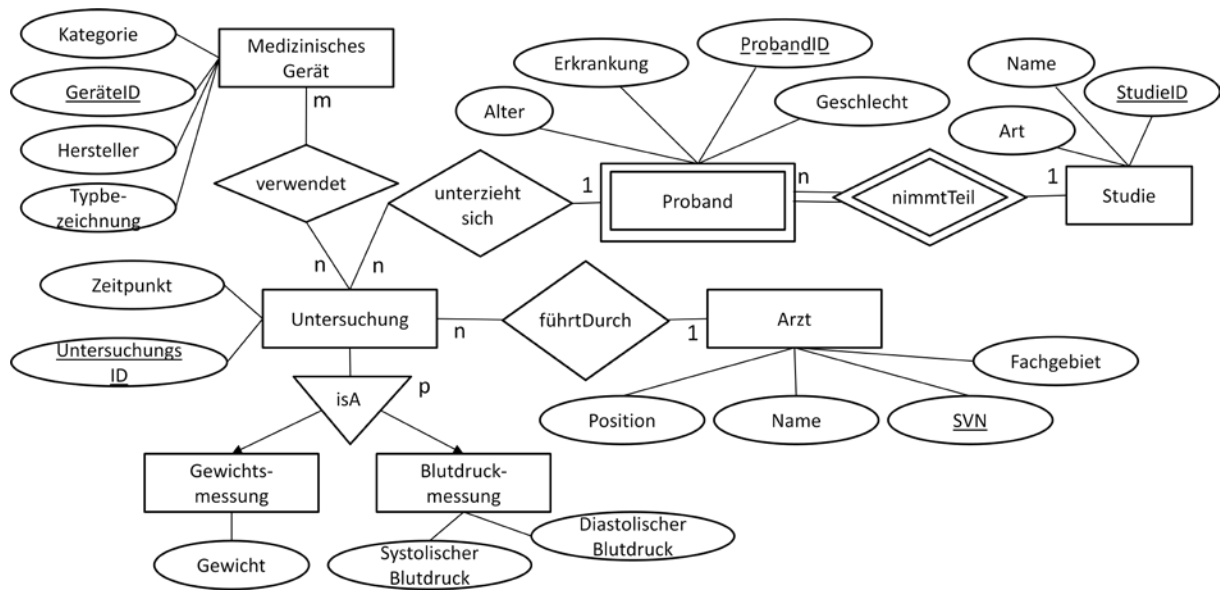 Kategorie
Medizinisches
Gerät
GeräteID
Hersteller
Typbe-
zeichnung
m
verwendet
n
Erkrankung
ProbandID
Alter
Geschlecht
unterzieht
sich
1
n
Proband
n
nimmtTeil
1
Name
StudieID
Art
Studie
Zeitpunkt
Untersuchungs
ID
Untersuchung
n
führtDurch
1
Arzt
Position
Name
SVN
Fachgebiet
isA
p
Gewichts-
messung
Blutdruck-
messung
Gewicht
Systolischer
Blutdruck
Diastolischer
Blutdruck